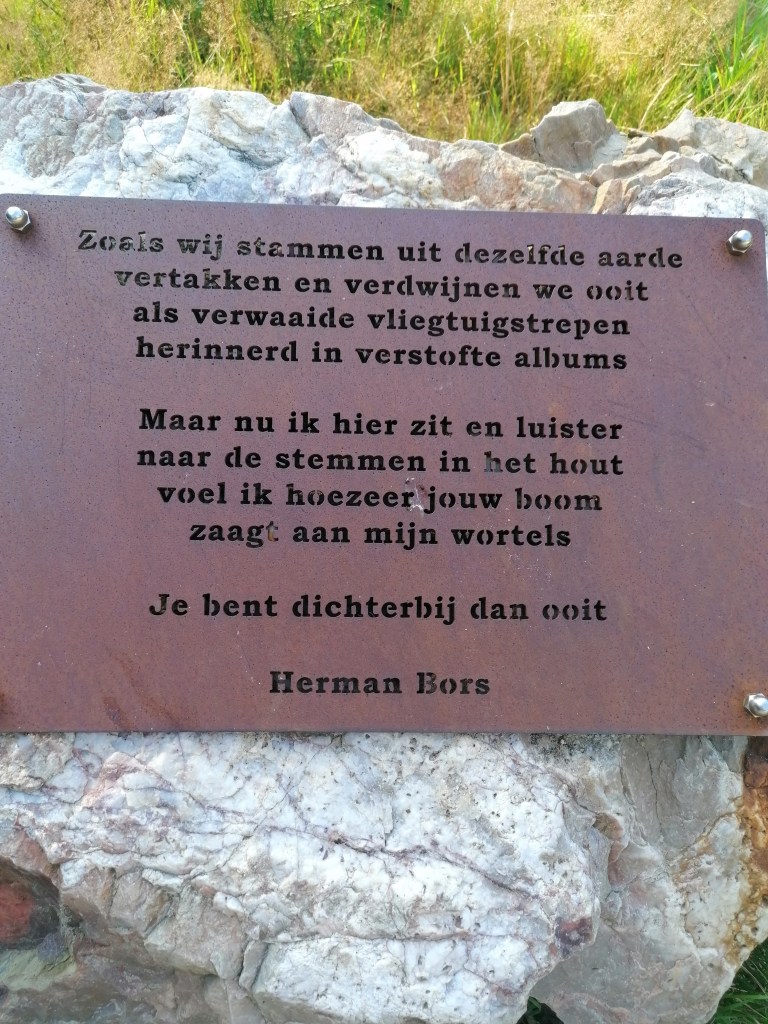 Zoals wij stammen uit dezelfde aarde
vertakken en verdwijnen we ooit
als verwaaide vliegtuigstrepen
herinnerd in verstofte albums
Maar nu ik hier zit en luister
naar de stemmen in het hout
voel ik hoezeer jouw boom
zaagt aan mijn wortels
Je bent dichterbij dan ooit
Herman Bors